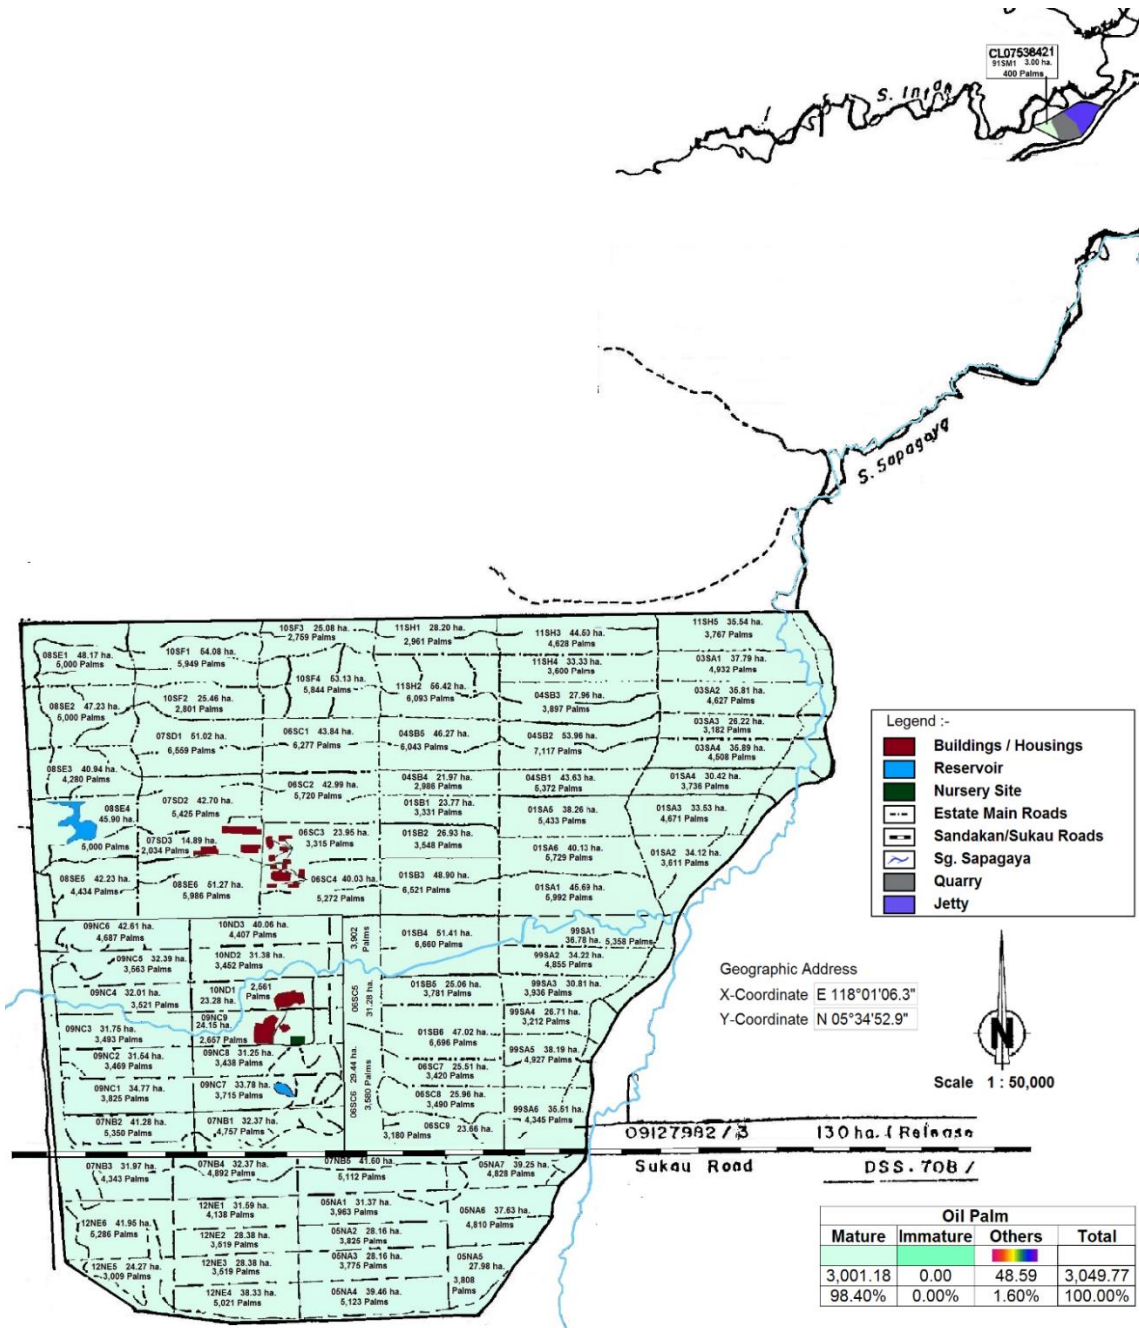 CL07538421
91SM1 3.00 ha.
400 Palms
S. Intan
S. Sapagaya
10SF3 25.08 ha.
2,759 Palms
11SH1 28.20 ha.
2,961 Palms
11SH3 44.53 ha.
4,628 Palms
11SH5 35.54 ha.
3,767 Palms
08SE1 48.17 ha.
5,000 Palms
10SF1 54.08 ha.
5,949 Palms
10SF4 53.13 ha.
5,844 Palms
11SH2 56.42 ha.
6,093 Palms
11SH4 33.33 ha.
3,600 Palms
03SA1 37.79 ha.
4,932 Palms
08SE2 47.23 ha.
5,000 Palms
10SF2 25.46 ha.
2,801 Palms
04SB3 27.96 ha.
3,897 Palms
03SA2 35.81 ha.
4,627 Palms
07SD1 51.02 ha.
6,559 Palms
06SC1 43.84 ha.
6,277 Palms
04SB5 46.27 ha.
6,043 Palms
04SB2 53.96 ha.
7,117 Palms
03SA3 26.22 ha.
3,182 Palms
03SA4 35.89 ha.
4,508 Palms
08SE3 40.94 ha.
4,280 Palms
06SC2 42.99 ha.
5,720 Palms
04SB4 21.97 ha.
2,986 Palms
04SB1 43.63 ha.
5,372 Palms
01SA4 30.42 ha.
3,736 Palms
08SE4
45.90 ha.
5,000 Palms
07SD2 42.70 ha.
5,425 Palms
01SB1 23.77 ha.
3,331 Palms
01SA5 38.26 ha.
5,433 Palms
01SA3 33.53 ha.
4,671 Palms
07SD3 14.89 ha.
2,034 Palms
06SC3 23.95 ha.
3,315 Palms
01SB2 26.93 ha.
3,548 Palms
01SA6 40.13 ha.
5,729 Palms
01SA2 34.12 ha.
3,611 Palms
08SE5 42.23 ha.
4,434 Palms
08SE6 51.27 ha.
5,986 Palms
06SC4 40.03 ha.
5,272 Palms
01SB3 48.90 ha.
6,521 Palms
01SA1 45.69 ha.
5,992 Palms
09NC6 42.61 ha.
4,687 Palms
10ND3 40.06 ha.
4,407 Palms
3,902
Palms
06SC5
31.28 ha.
01SB4 51.41 ha.
6,660 Palms
99SA1
36.78 ha. 5,358 Palms
09NC5 32.39 ha.
3,563 Palms
10ND2 31.38 ha.
3,452 Palms
99SA2 34.22 ha.
4,855 Palms
09NC4 32.01 ha.
3,521 Palms
10ND1
23.28 ha.
2,561
Palms
01SB5 25.06 ha.
3,781 Palms
99SA3 30.81 ha.
3,936 Palms
09NC3 31.75 ha.
3,493 Palms
09NC9
24.15 ha.
2,657 Palms
01SB6 47.02 ha.
6,696 Palms
99SA4 26.71 ha.
3,212 Palms
09NC2 31.54 ha.
3,469 Palms
09NC8 31.25 ha.
3,438 Palms
06SC6 29.44 ha.
3,580 Palms
06SC7 25.51 ha.
3,420 Palms
99SA5 38.19 ha.
4,927 Palms
09NC1 34.77 ha.
3,825 Palms
09NC7 33.78 ha.
3,715 Palms
06SC8 25.96 ha.
3,490 Palms
07NB2 41.28 ha.
5,350 Palms
07NB1 32.37 ha.
4,757 Palms
06SC9 23.66 ha.
3,180 Palms
99SA6 35.51 ha.
4,345 Palms
07NB3 31.97 ha.
4,343 Palms
07NB4 32.37 ha.
4,892 Palms
07NB5 41.60 ha.
5,112 Palms
05NA7 39.25 ha.
4,828 Palms
12NE1 31.59 ha.
4,138 Palms
05NA1 31.37 ha.
3,963 Palms
05NA6 37.63 ha.
4,810 Palms
12NE6 41.95 ha.
5,286 Palms
12NE2 28.38 ha.
3,519 Palms
05NA2 28.16 ha.
3,825 Palms
12NE5 24.27 ha.
3,009 Palms
12NE3 28.38 ha.
3,519 Palms
05NA3 28.16 ha.
3,775 Palms
05NA5
27.98 ha.
3,808
Palms
12NE4 38.33 ha.
5,021 Palms
05NA4 39.46 ha.
5,123 Palms
Legend :-
Buildings / Housings
Reservoir
Nursery Site
Estate Main Roads
Sandakan/Sukau Roads
Sg. Sapagaya
Quarry
Jetty
Geographic Address
X-Coordinate E 118°01'06.3"
Y-Coordinate N 05°34'52.9"
N
Scale 1 : 50,000
09127982/3 130 ha. (Release
Sukau Road DSS. 708/
Oil Palm
Mature Immature Others Total
3,001.18 0.00 48.59 3,049.77
98.40% 0.00% 1.60% 100.00%